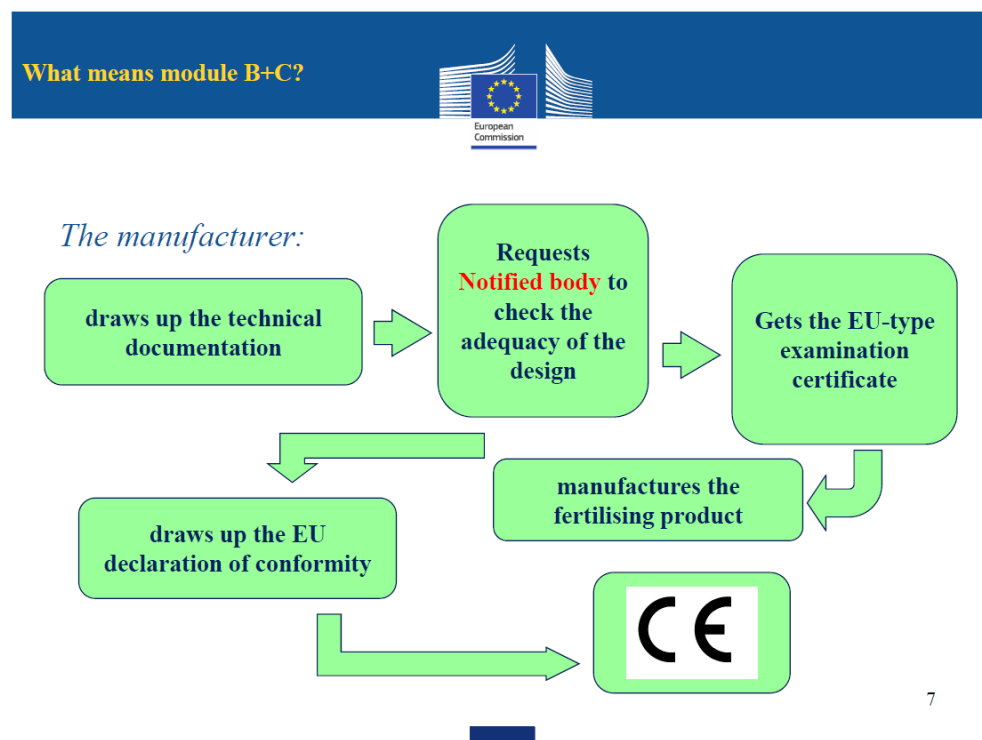 What means module B+C?
European
Commission
The manufacturer:
draws up the technical
documentation
Requests
Notified body to
check the
adequacy of the
design
Gets the EU-type
examination
certificate
manufactures the
fertilising product
draws up the EU
declaration of conformity
CE
7